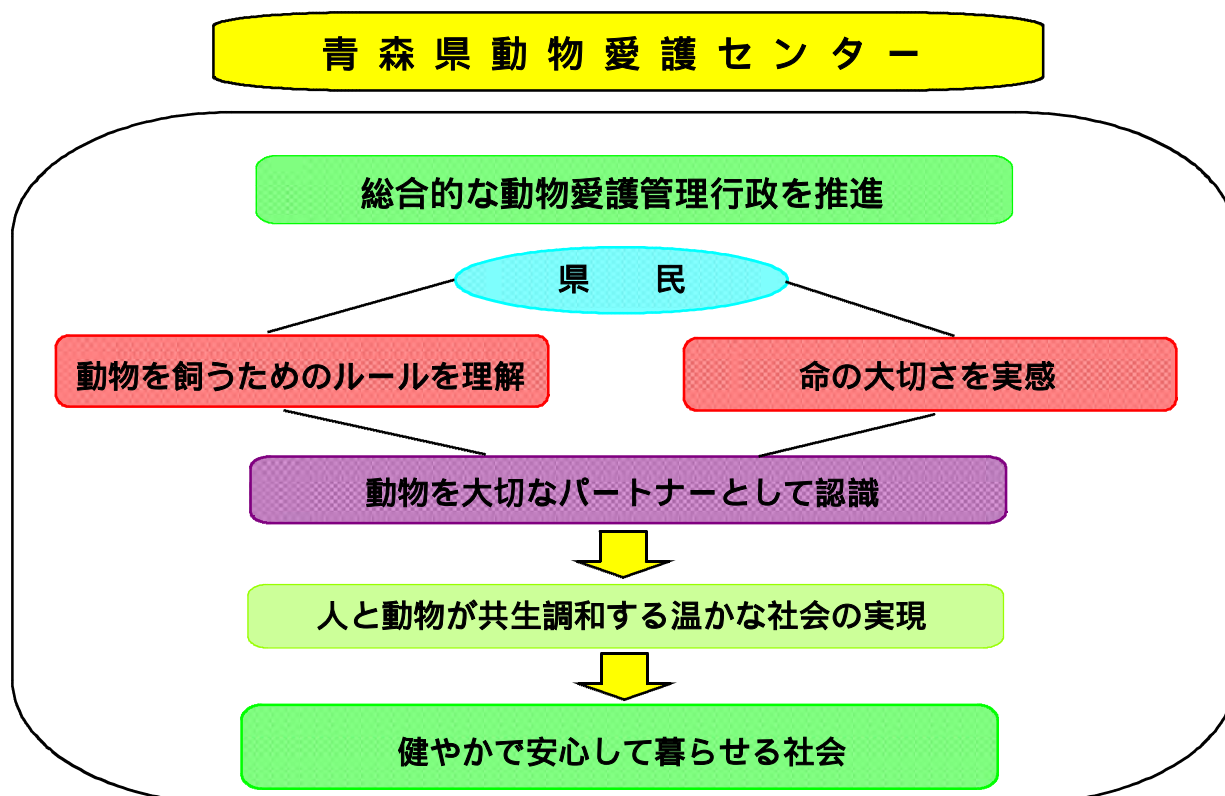 青森県動物愛護センター
総合的な動物愛護管理行政を推進
県　民
動物を飼うためのルールを理解
命の大切さを実感
動物を大切なパートナーとして認識
人と動物が共生調和する温かな社会の実現
健やかで安心して暮らせる社会